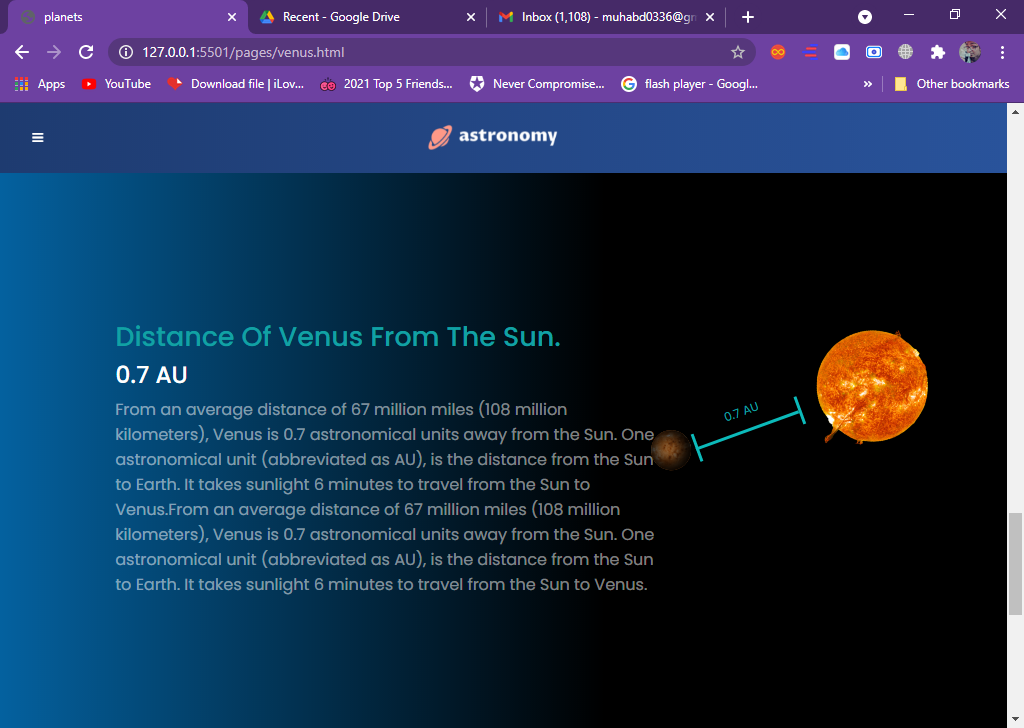 planets
Recent - Google Drive
Inbox (1,108) - muhabd0336@gm
127.0.0.1:5501/pages/venus.html
Apps
YouTube
Download file | iLov...
2021 Top 5 Friends...
Never Compromise...
flash player - Googl...
»
Other bookmarks
astronomy
Distance Of Venus From The Sun.
0.7 AU
From an average distance of 67 million miles (108 million
kilometers), Venus is 0.7 astronomical units away from the Sun. One
astronomical unit (abbreviated as AU), is the distance from the Sun
to Earth. It takes sunlight 6 minutes to travel from the Sun to
Venus.From an average distance of 67 million miles (108 million
kilometers), Venus is 0.7 astronomical units away from the Sun. One
astronomical unit (abbreviated as AU), is the distance from the Sun
to Earth. It takes sunlight 6 minutes to travel from the Sun to Venus.
0.7 AU